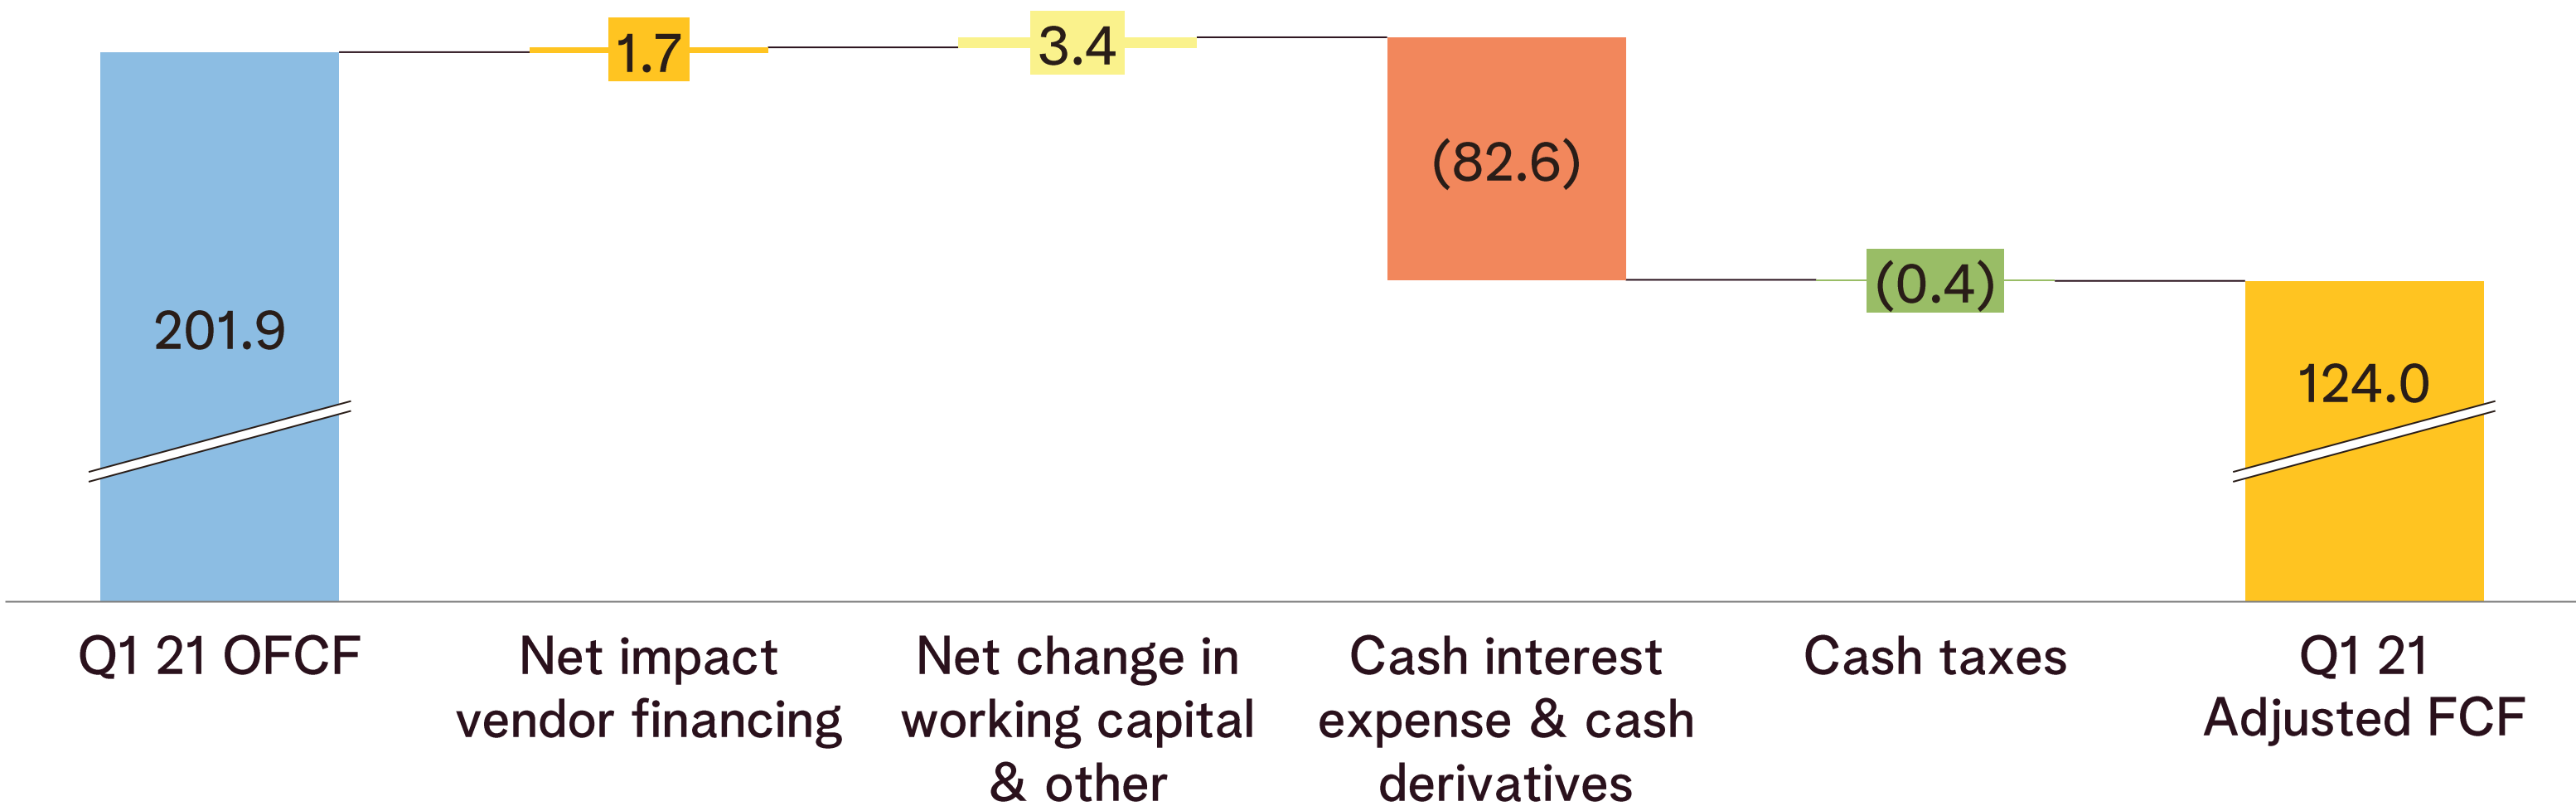 1.7
3.4
(82.6)
(0.4)
201.9
124.0
Q1 21 OFCF
Net impact
vendor financing
Net change in
working capital
& other
Cash interest
expense & cash
derivatives
Cash taxes
Q1 21
Adjusted FCF